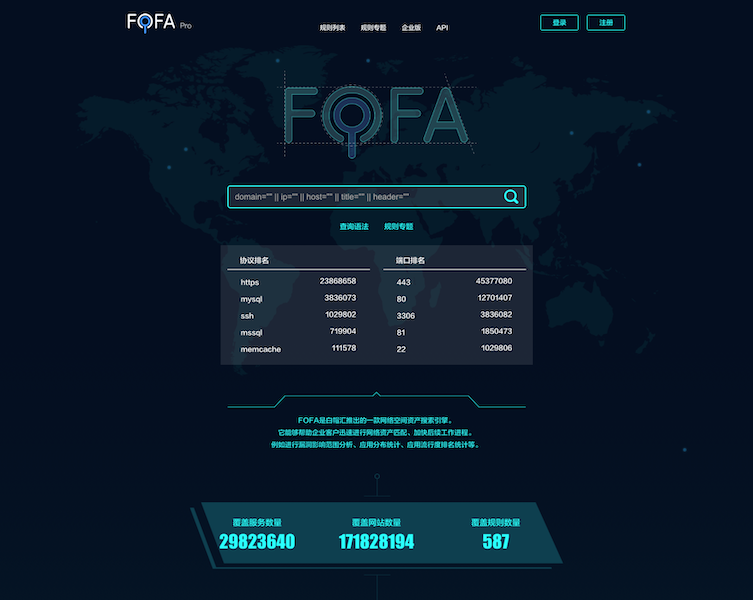 FOFA Pro
规则列表 规则专题 企业版 API
登录 注册
FOFA
domain="" || ip="" || host="" || title="" || header=""
查询语法 规则专题
协议排名 端口排名
https 23868658 443 45377080
mysql 3836073 80 12701407
ssh 1029802 3306 3836082
mssql 719904 81 1850473
memcache 111578 22 1029806
FOFA是白帽汇推出的一款网络空间资产搜索引擎。
它能够帮助企业客户迅速进行网络资产匹配、加快后续工作进程。
例如进行漏洞影响范围分析、应用分布统计、应用流行度排名统计等。
覆盖服务数量 覆盖网站数量 覆盖规则数量
29823640 171828194 587